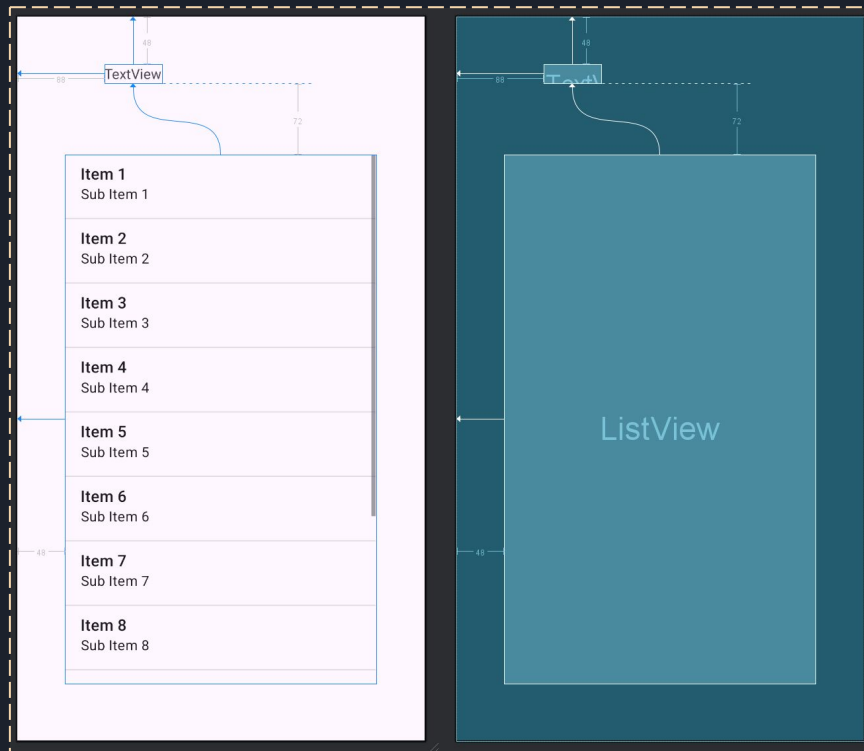 48
TextView
88
72
Item 1
Sub Item 1
Item 2
Sub Item 2
Item 3
Sub Item 3
Item 4
Sub Item 4
Item 5
Sub Item 5
Item 6
Sub Item 6
48
Item 7
Sub Item 7
Item 8
Sub Item 8
48
88
72
ListView
48